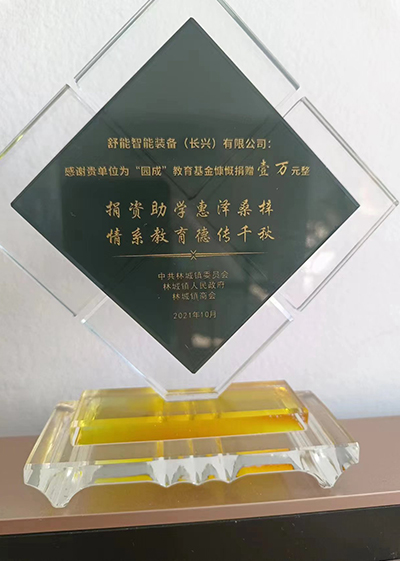 舒能智能装备（长兴）有限公司：
感谢贵单位为“园成”教育基金慷慨捐赠壹万元整
捐资助学惠泽桑梓
情系教育德传千秋
中共林城镇委员会
林城镇人民政府
林城镇商会
2021年10月